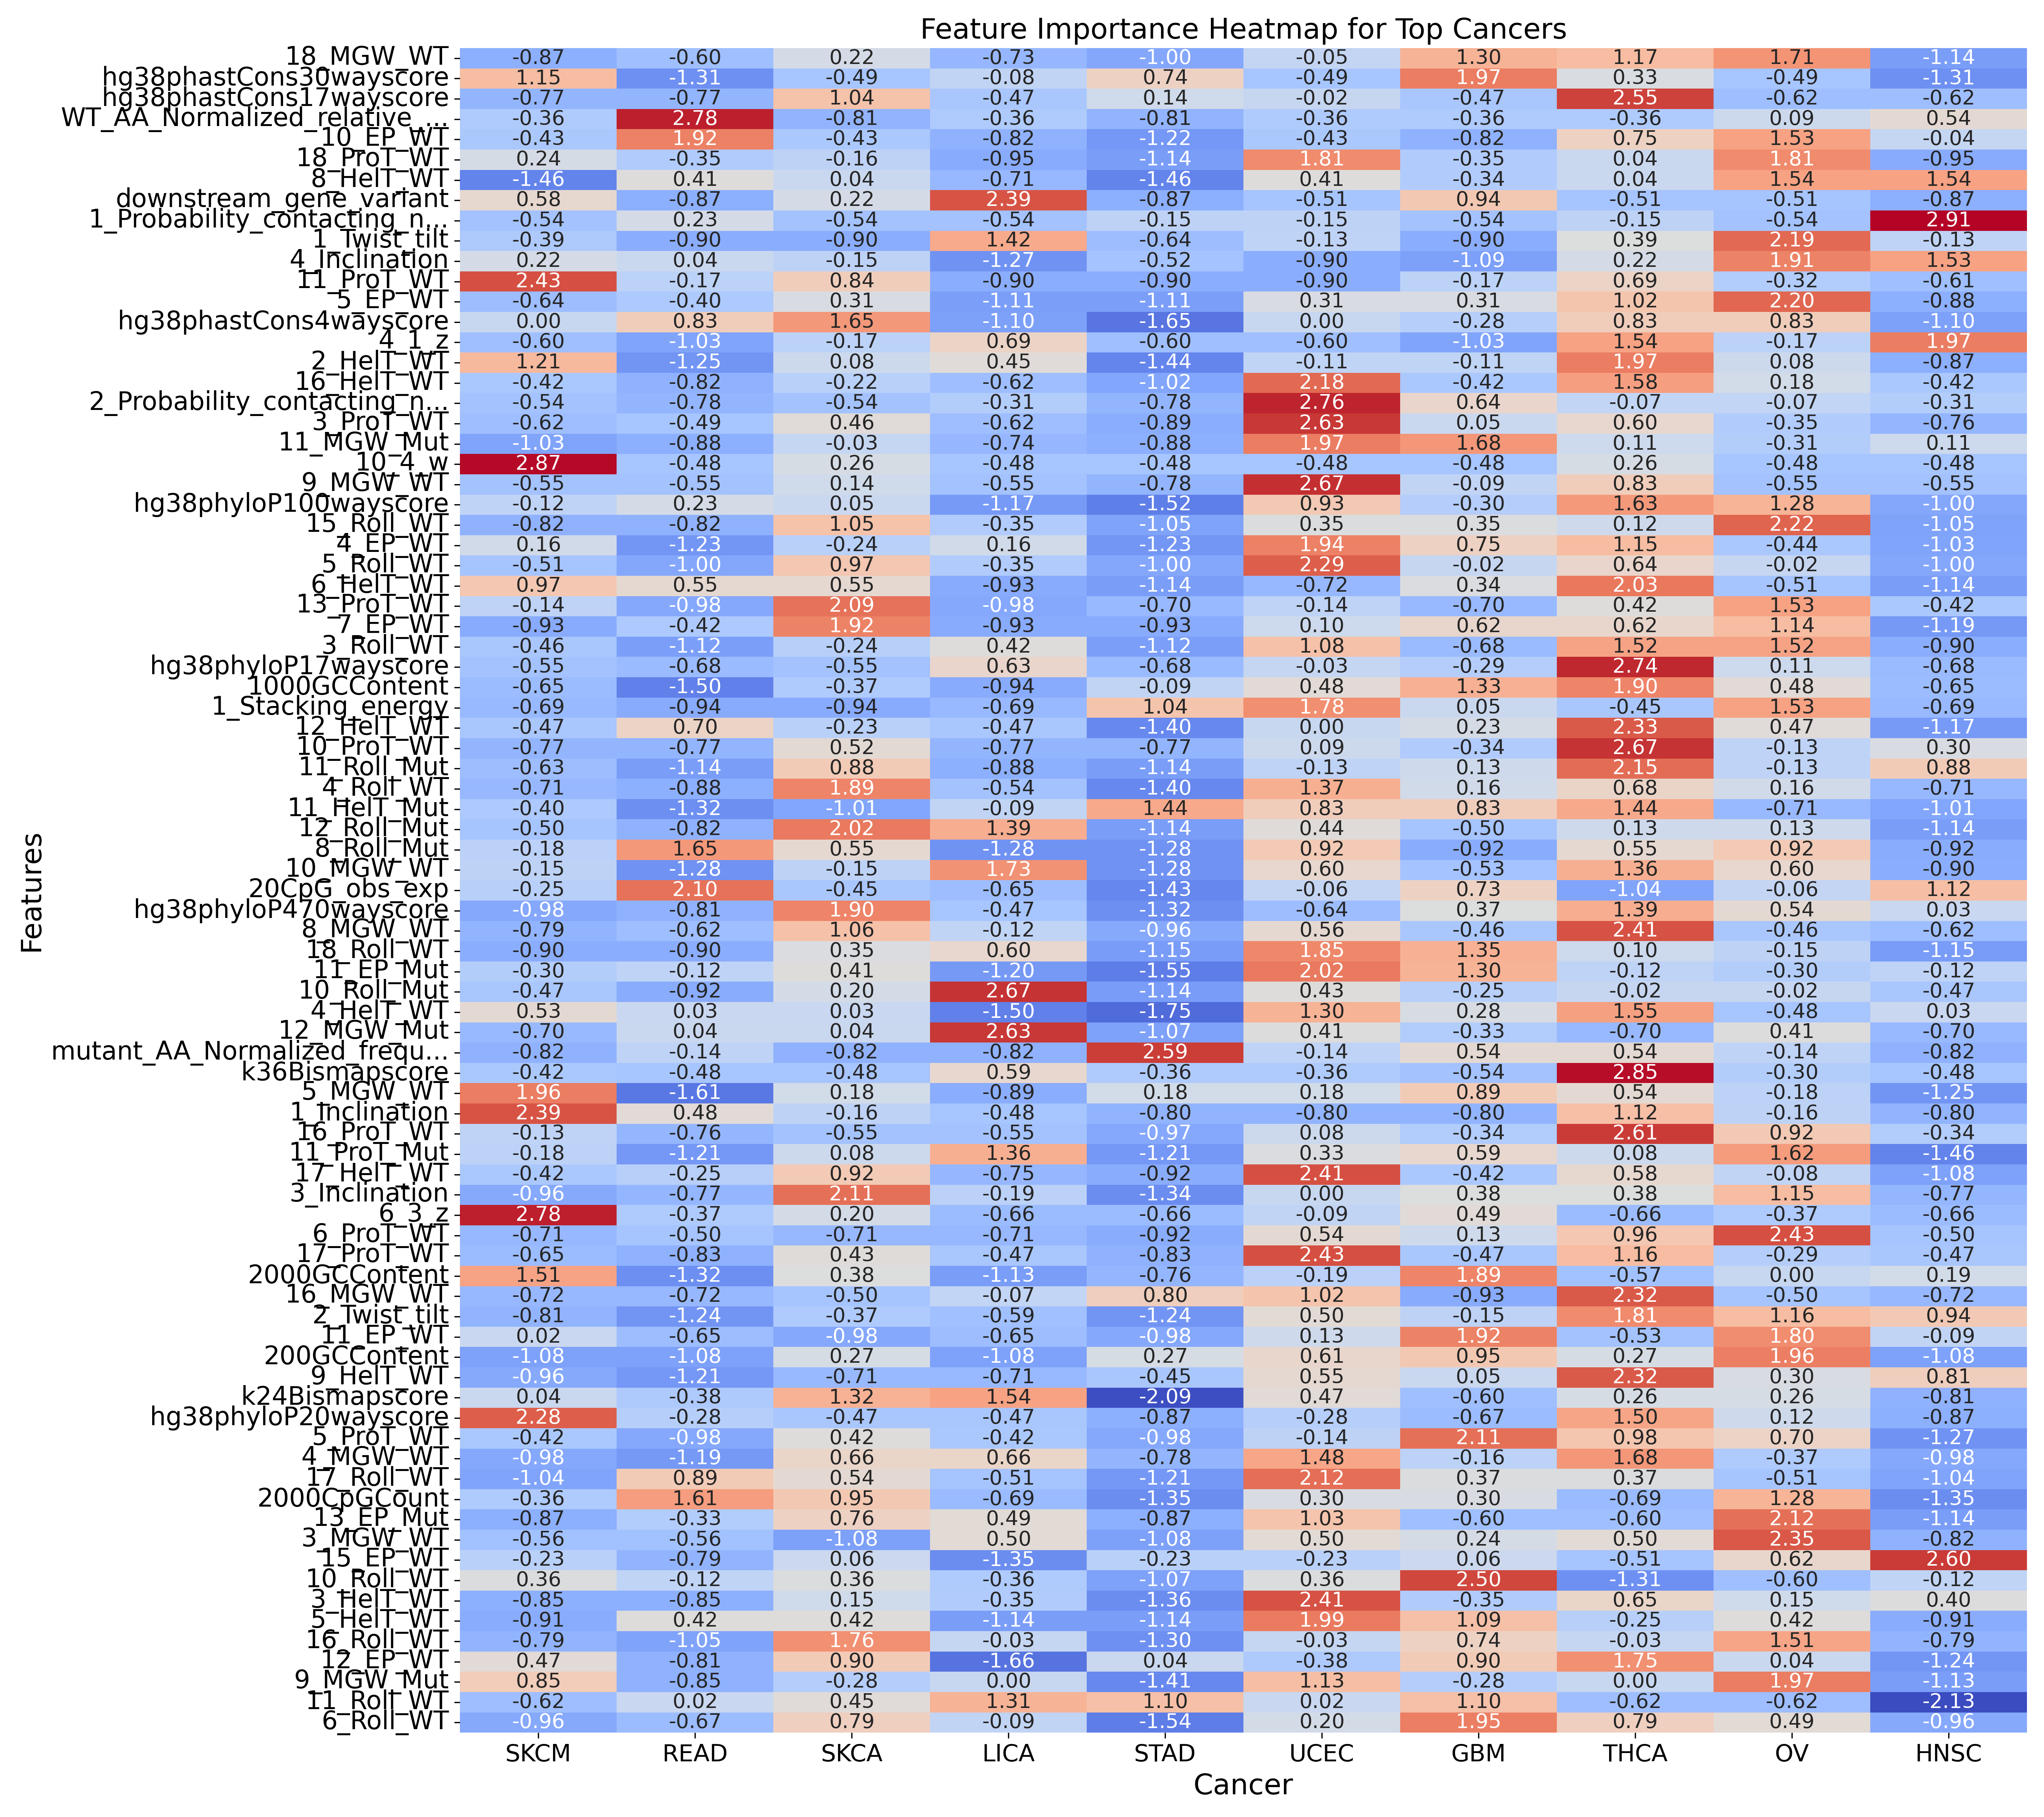 Feature Importance Heatmap for Top Cancers
18_MGW_WT -0.87 -0.60 0.22 -0.73 -1.00 -0.05 1.30 1.17 1.71 -1.14
hg38phastCons30wayscore 1.15 -1.31 -0.49 -0.08 0.74 -0.49 1.97 0.33 -0.49 -1.31
hg38phastCons17wayscore -0.77 -0.77 1.04 -0.47 0.14 -0.02 -0.47 2.55 -0.62 -0.62
WT_AA_Normalized_relative_... -0.36 2.78 -0.81 -0.36 -0.81 -0.36 -0.36 -0.36 0.09 0.54
10_EP_WT -0.43 1.92 -0.43 -0.82 -1.22 -0.43 -0.82 0.75 1.53 -0.04
18_ProT_WT 0.24 -0.35 -0.16 -0.95 -1.14 1.81 -0.35 0.04 1.81 -0.95
8_HelT_WT -1.46 0.41 0.04 -0.71 -1.46 0.41 -0.34 0.04 1.54 1.54
downstream_gene_variant 0.58 -0.87 0.22 2.39 -0.87 -0.51 0.94 -0.51 -0.51 -0.87
1_Probability_contacting_n... -0.54 0.23 -0.54 -0.54 -0.15 -0.15 -0.54 -0.15 -0.54 2.91
1_Twist_tilt -0.39 -0.90 -0.90 1.42 -0.64 -0.13 -0.90 0.39 2.19 -0.13
4_Inclination 0.22 0.04 -0.15 -1.27 -0.52 -0.90 -1.09 0.22 1.91 1.53
11_ProT_WT 2.43 -0.17 0.84 -0.90 -0.90 -0.90 -0.17 0.69 -0.32 -0.61
5_EP_WT -0.64 -0.40 0.31 -1.11 -1.11 0.31 0.31 1.02 2.20 -0.88
hg38phastCons4wayscore 0.00 0.83 1.65 -1.10 -1.65 0.00 -0.28 0.83 0.83 -1.10
4_1_z -0.60 -1.03 -0.17 0.69 -0.60 -0.60 -1.03 1.54 -0.17 1.97
2_HelT_WT 1.21 -1.25 0.08 0.45 -1.44 -0.11 -0.11 1.97 0.08 -0.87
16_HelT_WT -0.42 -0.82 -0.22 -0.62 -1.02 2.18 -0.42 1.58 0.18 -0.42
2_Probability_contacting_n... -0.54 -0.78 -0.54 -0.31 -0.78 2.76 0.64 -0.07 -0.07 -0.31
3_ProT_WT -0.62 -0.49 0.46 -0.62 -0.89 2.63 0.05 0.60 -0.35 -0.76
11_MGW_Mut -1.03 -0.88 -0.03 -0.74 -0.88 1.97 1.68 0.11 -0.31 0.11
10_4_w 2.87 -0.48 0.26 -0.48 -0.48 -0.48 -0.48 0.26 -0.48 -0.48
9_MGW_WT -0.55 -0.55 0.14 -0.55 -0.78 2.67 -0.09 0.83 -0.55 -0.55
hg38phyloP100wayscore -0.12 0.23 0.05 -1.17 -1.52 0.93 -0.30 1.63 1.28 -1.00
15_Roll_WT -0.82 -0.82 1.05 -0.35 -1.05 0.35 0.35 0.12 2.22 -1.05
4_EP_WT 0.16 -1.23 -0.24 0.16 -1.23 1.94 0.75 1.15 -0.44 -1.03
5_Roll_WT -0.51 -1.00 0.97 -0.35 -1.00 2.29 -0.02 0.64 -0.02 -1.00
6_HelT_WT 0.97 0.55 0.55 -0.93 -1.14 -0.72 0.34 2.03 -0.51 -1.14
13_ProT_WT -0.14 -0.98 2.09 -0.98 -0.70 -0.14 -0.70 0.42 1.53 -0.42
7_EP_WT -0.93 -0.42 1.92 -0.93 -0.93 0.10 0.62 0.62 1.14 -1.19
3_Roll_WT -0.46 -1.12 -0.24 0.42 -1.12 1.08 -0.68 1.52 1.52 -0.90
hg38phyloP17wayscore -0.55 -0.68 -0.55 0.63 -0.68 -0.03 -0.29 2.74 0.11 -0.68
1000GCContent -0.65 -1.50 -0.37 -0.94 -0.09 0.48 1.33 1.90 0.48 -0.65
1_Stacking_energy -0.69 -0.94 -0.94 -0.69 1.04 1.78 0.05 -0.45 1.53 -0.69
12_HelT_WT -0.47 0.70 -0.23 -0.47 -1.40 0.00 0.23 2.33 0.47 -1.17
10_ProT_WT -0.77 -0.77 0.52 -0.77 -0.77 0.09 -0.34 2.67 -0.13 0.30
11_Roll_Mut -0.63 -1.14 0.88 -0.88 -1.14 -0.13 0.13 2.15 -0.13 0.88
4_Roll_WT -0.71 -0.88 1.89 -0.54 -1.40 1.37 0.16 0.68 0.16 -0.71
11_HelT_Mut -0.40 -1.32 -1.01 -0.09 1.44 0.83 0.83 1.44 -0.71 -1.01
12_Roll_Mut -0.50 -0.82 2.02 1.39 -1.14 0.44 -0.50 0.13 0.13 -1.14
8_Roll_Mut -0.18 1.65 0.55 -1.28 -1.28 0.92 -0.92 0.55 0.92 -0.92
10_MGW_WT -0.15 -1.28 -0.15 1.73 -1.28 0.60 -0.53 1.36 0.60 -0.90
20CpG_obs_exp -0.25 2.10 -0.45 -0.65 -1.43 -0.06 0.73 -1.04 -0.06 1.12
hg38phyloP470wayscore -0.98 -0.81 1.90 -0.47 -1.32 -0.64 0.37 1.39 0.54 0.03
8_MGW_WT -0.79 -0.62 1.06 -0.12 -0.96 0.56 -0.46 2.41 -0.46 -0.62
18_Roll_WT -0.90 -0.90 0.35 0.60 -1.15 1.85 1.35 0.10 -0.15 -1.15
11_EP_Mut -0.30 -0.12 0.41 -1.20 -1.55 2.02 1.30 -0.12 -0.30 -0.12
10_Roll_Mut -0.47 -0.92 0.20 2.67 -1.14 0.43 -0.25 -0.02 -0.02 -0.47
4_HelT_WT 0.53 0.03 0.03 -1.50 -1.75 1.30 0.28 1.55 -0.48 0.03
12_MGW_Mut -0.70 0.04 0.04 2.63 -1.07 0.41 -0.33 -0.70 0.41 -0.70
mutant_AA_Normalized_frequ... -0.82 -0.14 -0.82 -0.82 2.59 -0.14 0.54 0.54 -0.14 -0.82
k36Bismapscore -0.42 -0.48 -0.48 0.59 -0.36 -0.36 -0.54 2.85 -0.30 -0.48
5_MGW_WT 1.96 -1.61 0.18 -0.89 0.18 0.18 0.89 0.54 -0.18 -1.25
1_Inclination 2.39 0.48 -0.16 -0.48 -0.80 -0.80 -0.80 1.12 -0.16 -0.80
16_ProT_WT -0.13 -0.76 -0.55 -0.55 -0.97 0.08 -0.34 2.61 0.92 -0.34
11_ProT_Mut -0.18 -1.21 0.08 1.36 -1.21 0.33 0.59 0.08 1.62 -1.46
17_HelT_WT -0.42 -0.25 0.92 -0.75 -0.92 2.41 -0.42 0.58 -0.08 -1.08
3_Inclination -0.96 -0.77 2.11 -0.19 -1.34 0.00 0.38 0.38 1.15 -0.77
6_3_z 2.78 -0.37 0.20 -0.66 -0.66 -0.09 0.49 -0.66 -0.37 -0.66
6_ProT_WT -0.71 -0.50 -0.71 -0.71 -0.92 0.54 0.13 0.96 2.43 -0.50
17_ProT_WT -0.65 -0.83 0.43 -0.47 -0.83 2.43 -0.47 1.16 -0.29 -0.47
2000GCContent 1.51 -1.32 0.38 -1.13 -0.76 -0.19 1.89 -0.57 0.00 0.19
16_MGW_WT -0.72 -0.72 -0.50 -0.07 0.80 1.02 -0.93 2.32 -0.50 -0.72
2_Twist_tilt -0.81 -1.24 -0.37 -0.59 -1.24 0.50 -0.15 1.81 1.16 0.94
11_EP_WT 0.02 -0.65 -0.98 -0.65 -0.98 0.13 1.92 -0.53 1.80 -0.09
200GCContent -1.08 -1.08 0.27 -1.08 0.27 0.61 0.95 0.27 1.96 -1.08
9_HelT_WT -0.96 -1.21 -0.71 -0.71 -0.45 0.55 0.05 2.32 0.30 0.81
k24Bismapscore 0.04 -0.38 1.32 1.54 -2.09 0.47 -0.60 0.26 0.26 -0.81
hg38phyloP20wayscore 2.28 -0.28 -0.47 -0.47 -0.87 -0.28 -0.67 1.50 0.12 -0.87
5_ProT_WT -0.42 -0.98 0.42 -0.42 -0.98 -0.14 2.11 0.98 0.70 -1.27
4_MGW_WT -0.98 -1.19 0.66 0.66 -0.78 1.48 -0.16 1.68 -0.37 -0.98
17_Roll_WT -1.04 0.89 0.54 -0.51 -1.21 2.12 0.37 0.37 -0.51 -1.04
2000CpGCount -0.36 1.61 0.95 -0.69 -1.35 0.30 0.30 -0.69 1.28 -1.35
13_EP_Mut -0.87 -0.33 0.76 0.49 -0.87 1.03 -0.60 -0.60 2.12 -1.14
3_MGW_WT -0.56 -0.56 -1.08 0.50 -1.08 0.50 0.24 0.50 2.35 -0.82
15_EP_WT -0.23 -0.79 0.06 -1.35 -0.23 -0.23 0.06 -0.51 0.62 2.60
10_Roll_WT 0.36 -0.12 0.36 -0.36 -1.07 0.36 2.50 -1.31 -0.60 -0.12
3_HelT_WT -0.85 -0.85 0.15 -0.35 -1.36 2.41 -0.35 0.65 0.15 0.40
5_HelT_WT -0.91 0.42 0.42 -1.14 -1.14 1.99 1.09 -0.25 0.42 -0.91
16_Roll_WT -0.79 -1.05 1.76 -0.03 -1.30 -0.03 0.74 -0.03 1.51 -0.79
12_EP_WT 0.47 -0.81 0.90 -1.66 0.04 -0.38 0.90 1.75 0.04 -1.24
9_MGW_Mut 0.85 -0.85 -0.28 0.00 -1.41 1.13 -0.28 0.00 1.97 -1.13
11_Roll_WT -0.62 0.02 0.45 1.31 1.10 0.02 1.10 -0.62 -0.62 -2.13
6_Roll_WT -0.96 -0.67 0.79 -0.09 -1.54 0.20 1.95 0.79 0.49 -0.96
SKCM READ SKCA LICA STAD UCEC GBM THCA OV HNSC
Cancer
Features